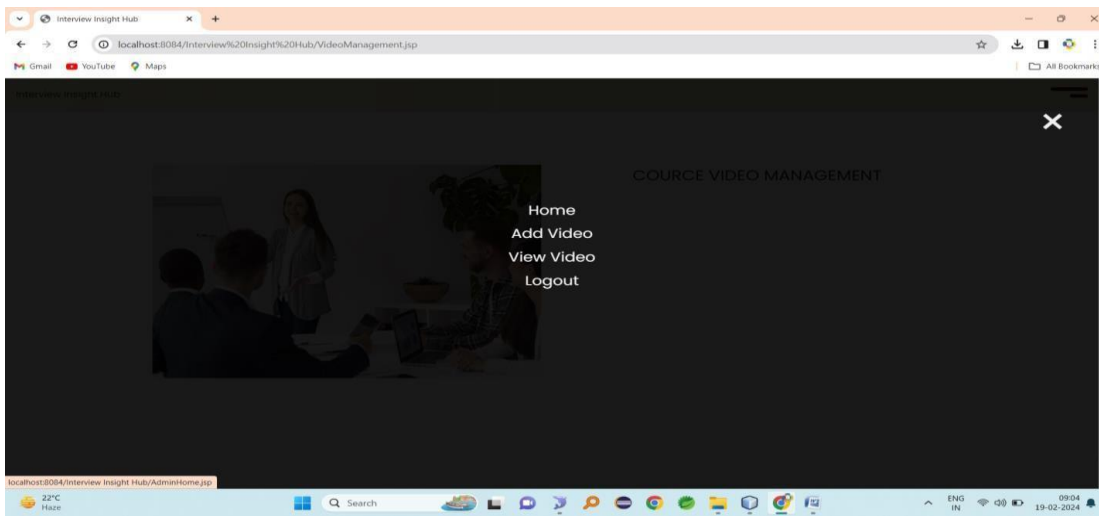 Interview Insight Hub
localhost:8084/Interview%20Insight%20Hub/VideoManagement.jsp
Gmail YouTube Maps All Bookmarks
Interview Insight Hub
COURCE VIDEO MANAGEMENT
Home
Add Video
View Video
Logout
localhost:8084/Interview Insight Hub/AdminHome.jsp
22°C
Haze
Search
ENG
IN
09:04
19-02-2024